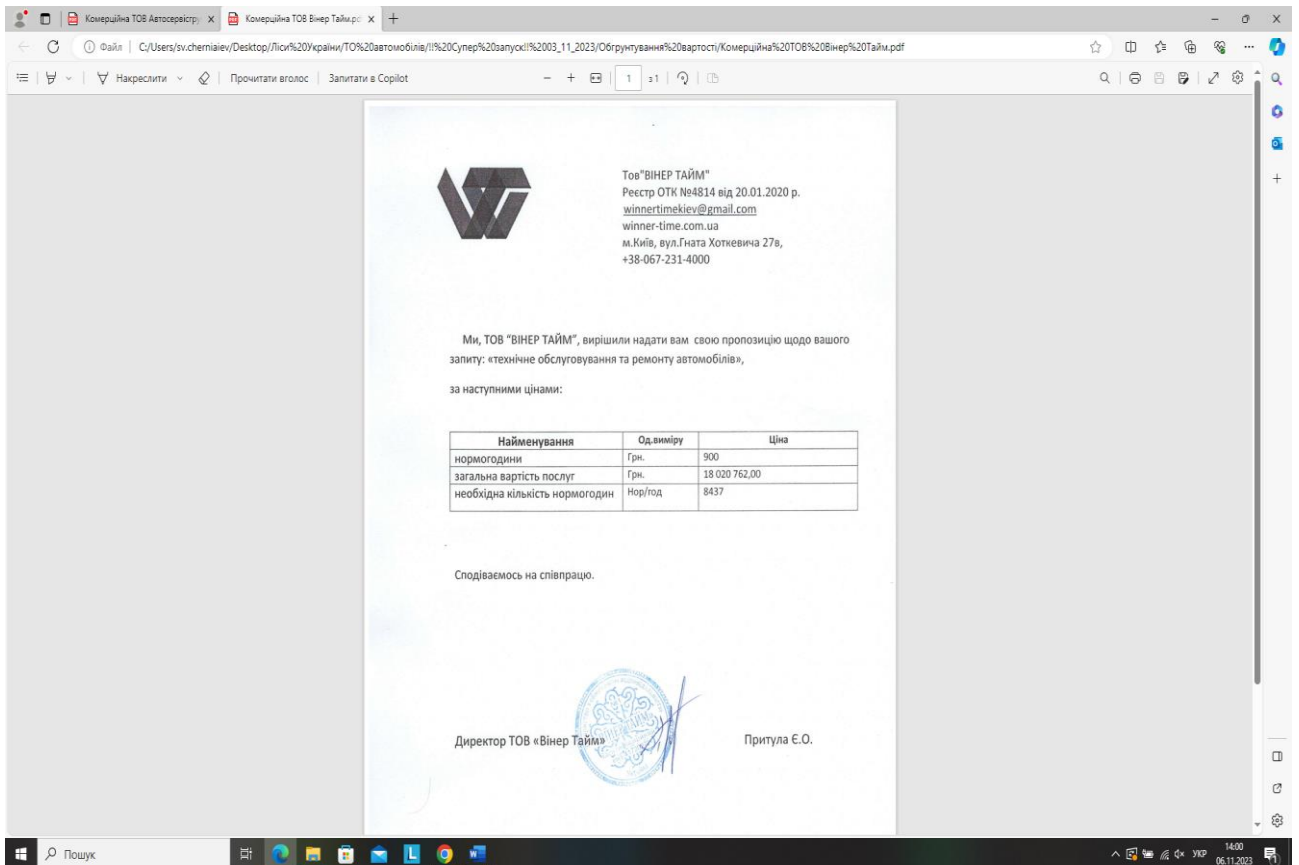 Комерційна ТОВ Автосервісгру
Комерційна ТОВ Вінер Тайм.pd
Файл
C:/Users/sv.cherniaiev/Desktop/Ліси%20України/ТО%20автомобілів/!!%20Супер%20запуск!!%2003_11_2023/Обгрунтування%20вартості/Комерційна%20ТОВ%20Вінер%20Тайм.pdf
Накреслити
Прочитати вголос
Запитати в Copilot
1 з 1
Тов"ВІНЕР ТАЙМ"
Реєстр ОТК №4814 від 20.01.2020 р.
winnertimekiev@gmail.com
winner-time.com.ua
м.Київ, вул.Гната Хоткевича 27в,
+38-067-231-4000
Ми, ТОВ "ВІНЕР ТАЙМ", вирішили надати вам свою пропозицію щодо вашого
запиту: «технічне обслуговування та ремонту автомобілів»,
за наступними цінами:
Найменування Од.виміру Ціна
нормогодини Грн. 900
загальна вартість послуг Грн. 18 020 762,00
необхідна кількість нормогодин Нор/год 8437
Сподіваємось на співпрацю.
Директор ТОВ «Вінер Тайм» Притула Є.О.
Пошук
УКР
14:00
06.11.2023